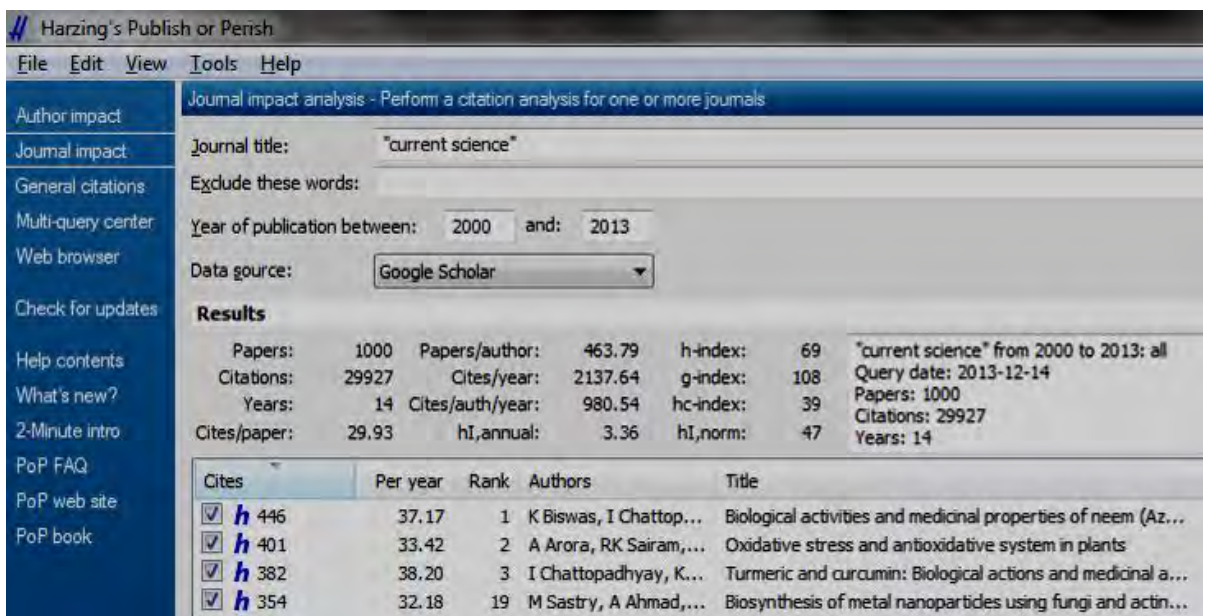 Harzing's Publish or Perish
File Edit View Tools Help
Author impact
Journal impact
General citations
Multi-query center
Web browser
Check for updates
Help contents
What's new?
2-Minute intro
PoP FAQ
PoP web site
PoP book
Journal impact analysis - Perform a citation analysis for one or more journals
Journal title: "current science"
Exclude these words:
Year of publication between: 2000 and: 2013
Data source: Google Scholar
Results
Papers: 1000 Papers/author: 463.79 h-index: 69
Citations: 29927 Cites/year: 2137.64 g-index: 108
Years: 14 Cites/auth/year: 980.54 hc-index: 39
Cites/paper: 29.93 hI,annual: 3.36 hI,norm: 47
"current science" from 2000 to 2013: all
Query date: 2013-12-14
Papers: 1000
Citations: 29927
Years: 14
Cites Per year Rank Authors Title
h 446 37.17 1 K Biswas, I Chattop... Biological activities and medicinal properties of neem (Az...
h 401 33.42 2 A Arora, RK Sairam,... Oxidative stress and antioxidative system in plants
h 382 38.20 3 I Chattopadhyay, K... Turmeric and curcumin: Biological actions and medicinal a...
h 354 32.18 19 M Sastry, A Ahmad,... Biosynthesis of metal nanoparticles using fungi and actin...